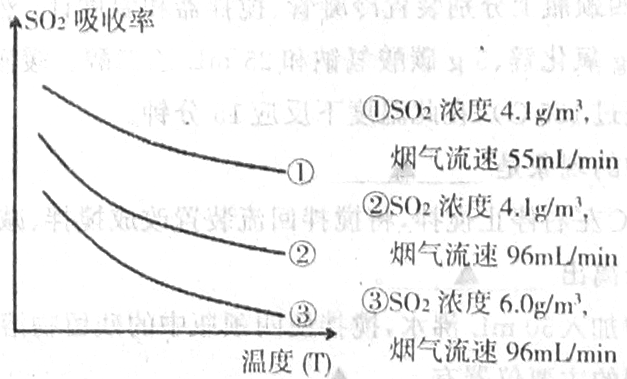 SO₂ 吸收率
①
②
③
温度 (T)
①SO₂ 浓度 4.1g/m³,
烟气流速 55mL/min
②SO₂ 浓度 4.1g/m³,
烟气流速 96mL/min
③SO₂ 浓度 6.0g/m³,
烟气流速 96mL/min